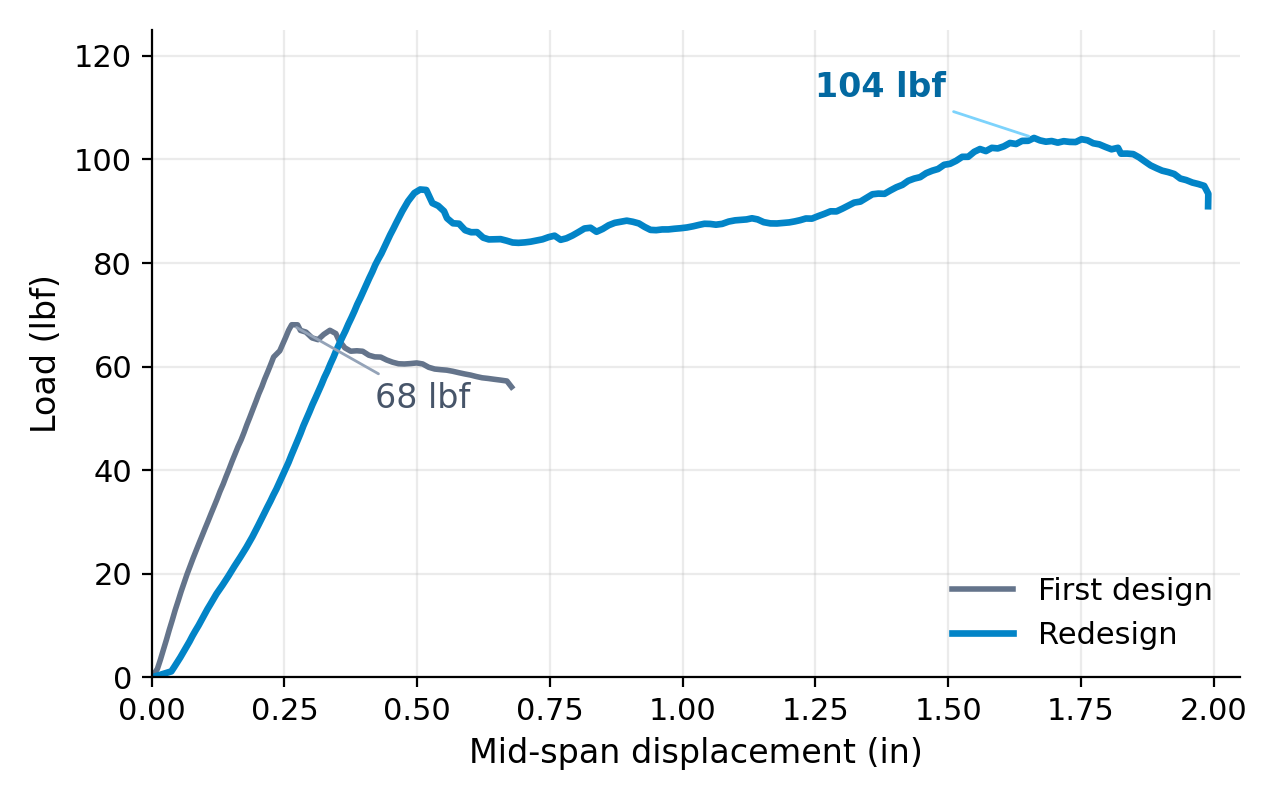 120
100
80
60
40
20
0
Load (lbf)
104 lbf
68 lbf
First design
Redesign
0.00 0.25 0.50 0.75 1.00 1.25 1.50 1.75 2.00
Mid-span displacement (in)